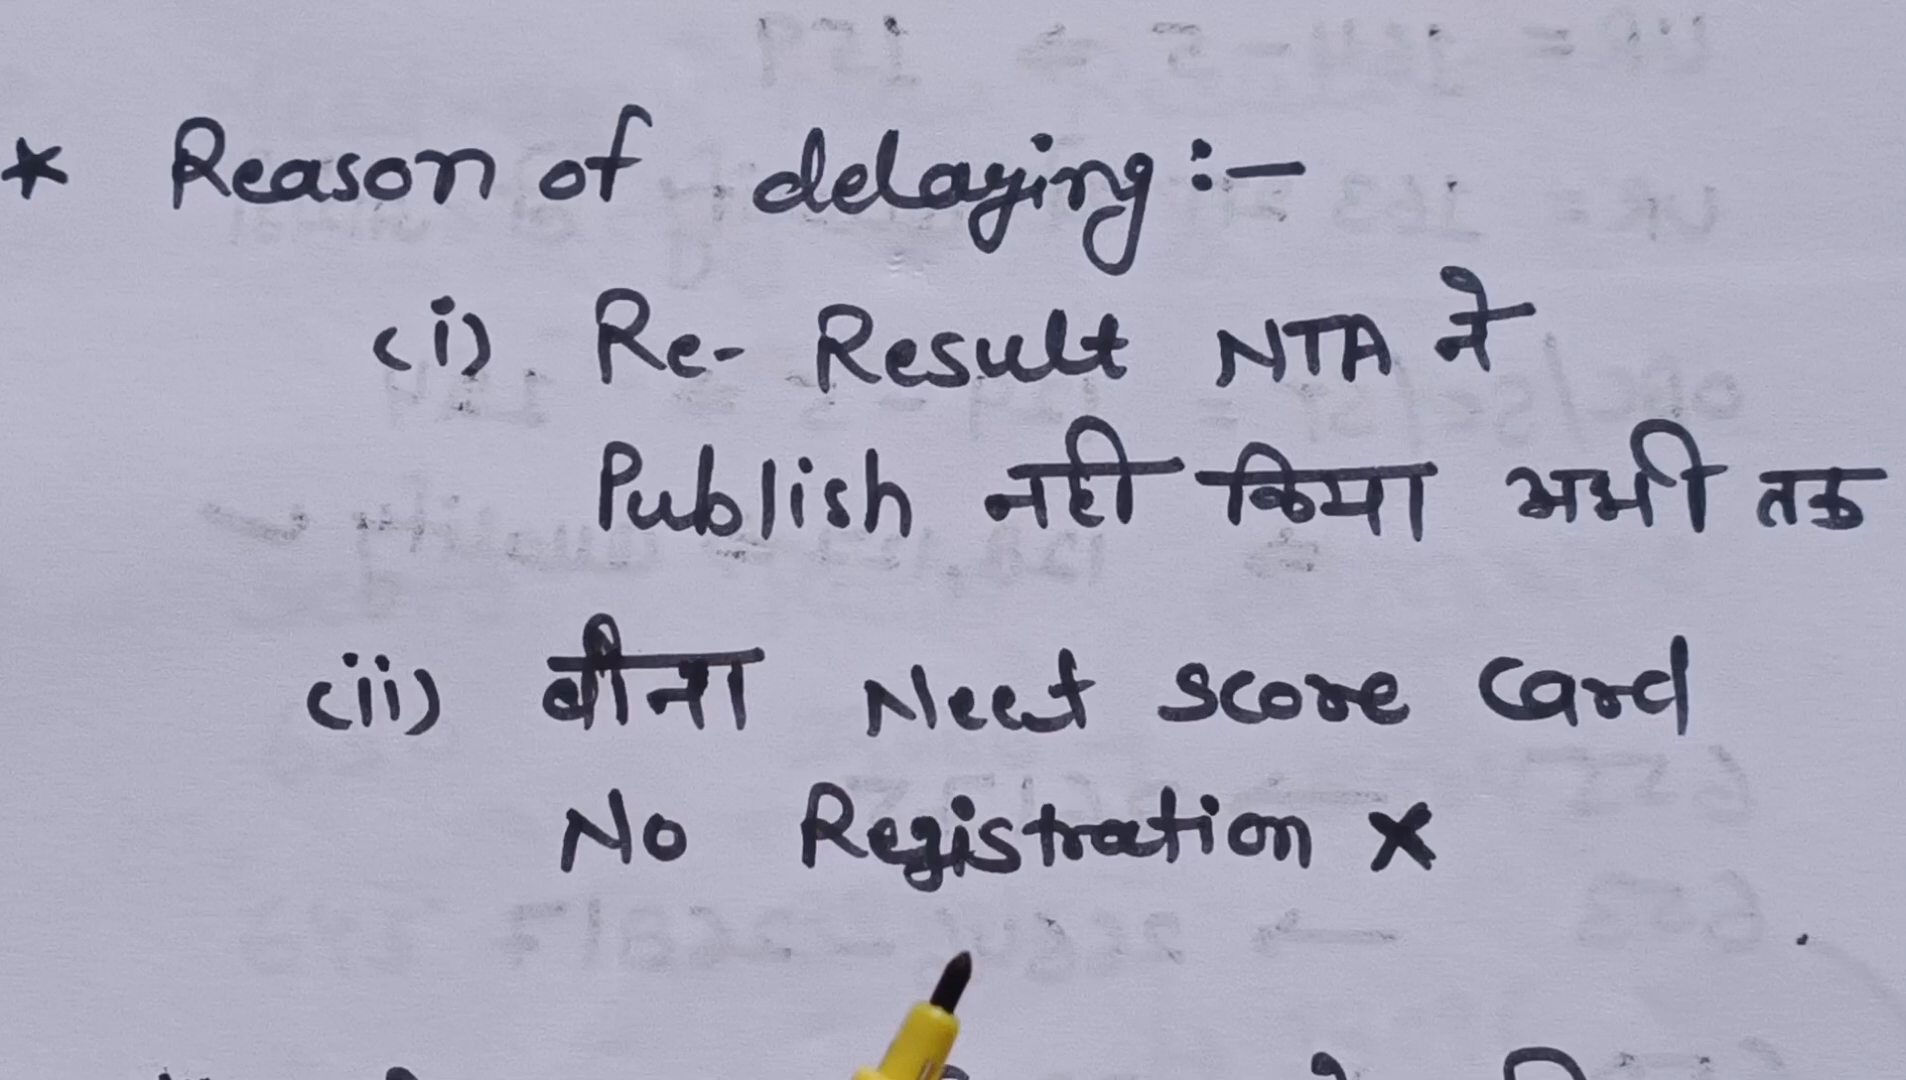 * Reason of delaying :-
(i) Re- Result NTA ने
Publish नही किया अभी तक
(ii) बीना Neet score card
No Registration x